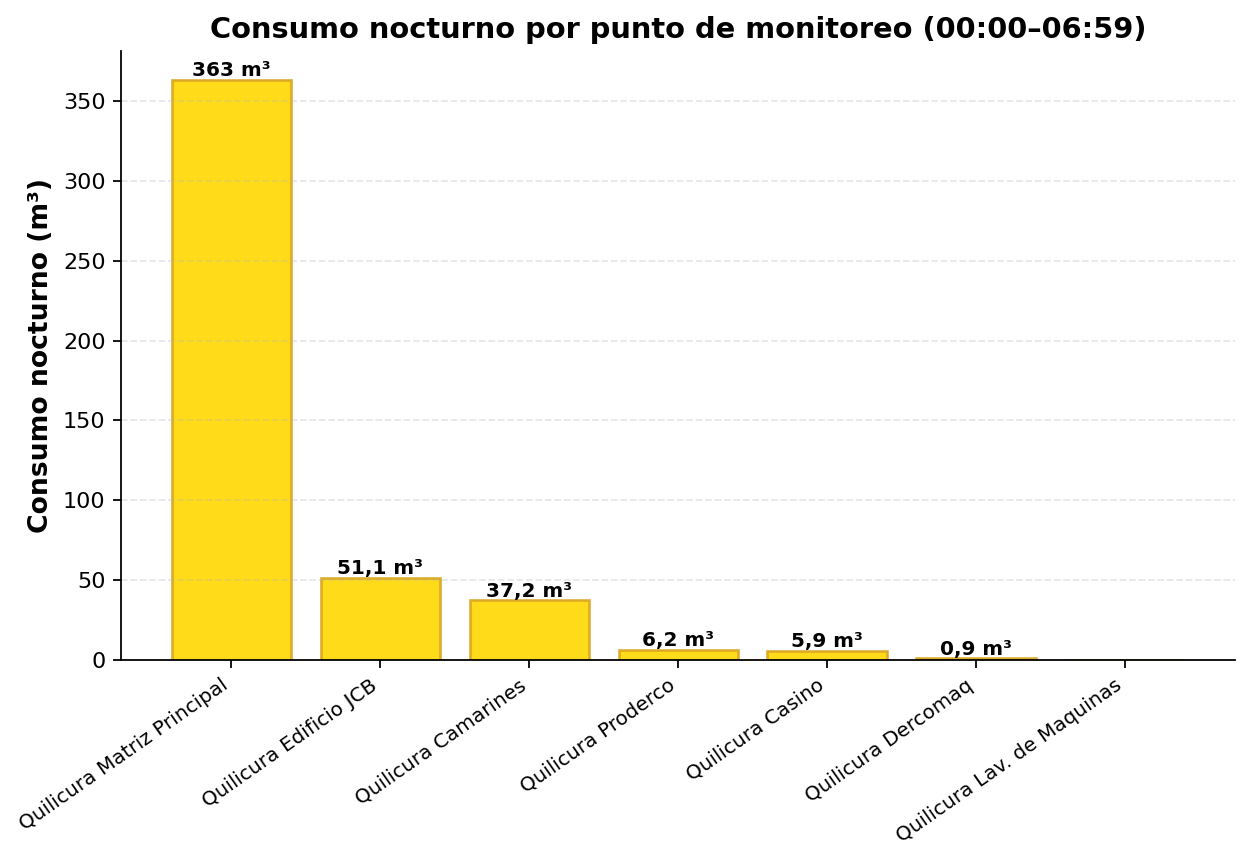 Consumo nocturno por punto de monitoreo (00:00–06:59)
Consumo nocturno (m³)
350
300
250
200
150
100
50
0
363 m³
51,1 m³
37,2 m³
6,2 m³
5,9 m³
0,9 m³
Quilicura Matriz Principal
Quilicura Edificio JCB
Quilicura Camarines
Quilicura Proderco
Quilicura Casino
Quilicura Dercomaq
Quilicura Lav. de Maquinas